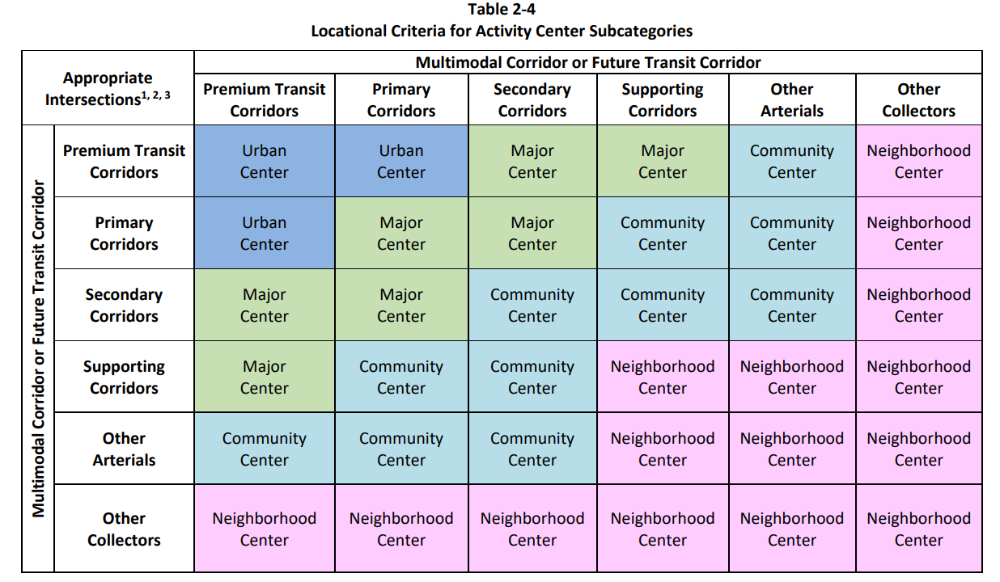 Table 2-4
Locational Criteria for Activity Center Subcategories
Appropriate
Intersections1, 2, 3
Multimodal Corridor or Future Transit Corridor
Premium Transit
Corridors
Primary
Corridors
Secondary
Corridors
Supporting
Corridors
Other
Arterials
Other
Collectors
Multimodal Corridor or Future Transit Corridor
Premium Transit
Corridors
Urban
Center
Urban
Center
Major
Center
Major
Center
Community
Center
Neighborhood
Center
Primary
Corridors
Urban
Center
Major
Center
Major
Center
Community
Center
Community
Center
Neighborhood
Center
Secondary
Corridors
Major
Center
Major
Center
Community
Center
Community
Center
Community
Center
Neighborhood
Center
Supporting
Corridors
Major
Center
Community
Center
Community
Center
Neighborhood
Center
Neighborhood
Center
Neighborhood
Center
Other
Arterials
Community
Center
Community
Center
Community
Center
Neighborhood
Center
Neighborhood
Center
Neighborhood
Center
Other
Collectors
Neighborhood
Center
Neighborhood
Center
Neighborhood
Center
Neighborhood
Center
Neighborhood
Center
Neighborhood
Center